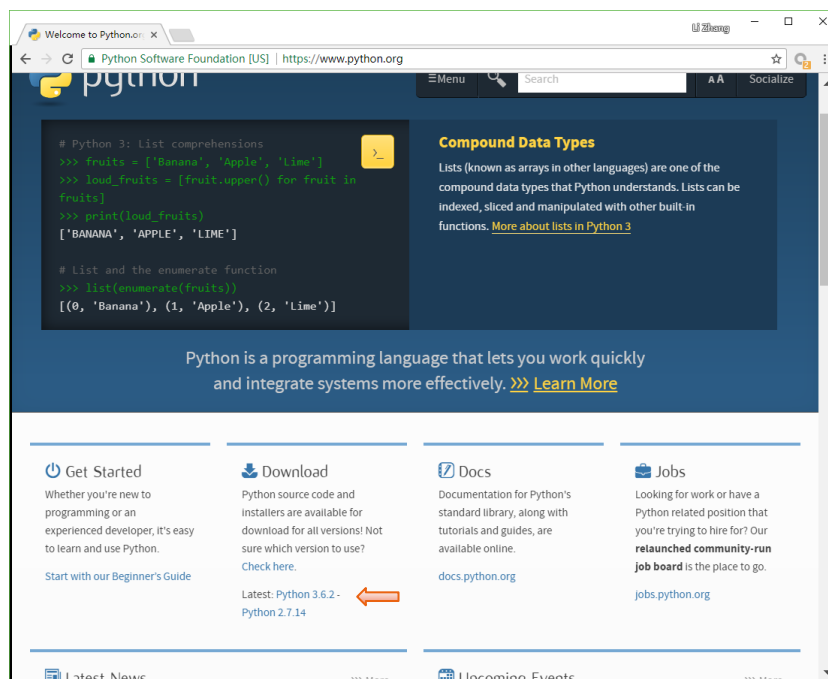 Welcome to Python.or
Li Zhang
Python Software Foundation [US] | https://www.python.org
python
≡Menu
Search
A A
Socialize
# Python 3: List comprehensions
>>> fruits = ['Banana', 'Apple', 'Lime']
>>> loud_fruits = [fruit.upper() for fruit in
fruits]
>>> print(loud_fruits)
['BANANA', 'APPLE', 'LIME']
# List and the enumerate function
>>> list(enumerate(fruits))
[(0, 'Banana'), (1, 'Apple'), (2, 'Lime')]
>_
Compound Data Types
Lists (known as arrays in other languages) are one of the
compound data types that Python understands. Lists can be
indexed, sliced and manipulated with other built-in
functions. More about lists in Python 3
Python is a programming language that lets you work quickly
and integrate systems more effectively. >>> Learn More
Get Started
Whether you're new to
programming or an
experienced developer, it's easy
to learn and use Python.
Start with our Beginner's Guide
Download
Python source code and
installers are available for
download for all versions! Not
sure which version to use?
Check here.
Latest: Python 3.6.2 -
Python 2.7.14
Docs
Documentation for Python's
standard library, along with
tutorials and guides, are
available online.
docs.python.org
Jobs
Looking for work or have a
Python related position that
you're trying to hire for? Our
relaunched community-run
job board is the place to go.
jobs.python.org
Latest News
>>> More
Upcoming Events
>>> More